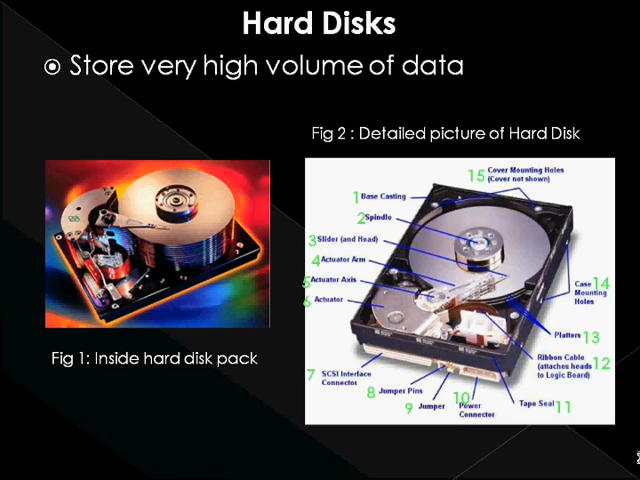 Hard Disks
Store very high volume of data
Fig 2 : Detailed picture of Hard Disk
15 Cover Mounting Holes
(Cover not shown)
1 Base Casting
2 Spindle
3 Slider (and Head)
4 Actuator Arm
5 Actuator Axis
6 Actuator
Case 14
Mounting
Holes
Platters 13
Ribbon Cable 12
(attaches heads
to Logic Board)
7 SCSI Interface
Connector
8 Jumper Pins
9 Jumper
10 Power
Connector
Tape Seal 11
Fig 1: Inside hard disk pack